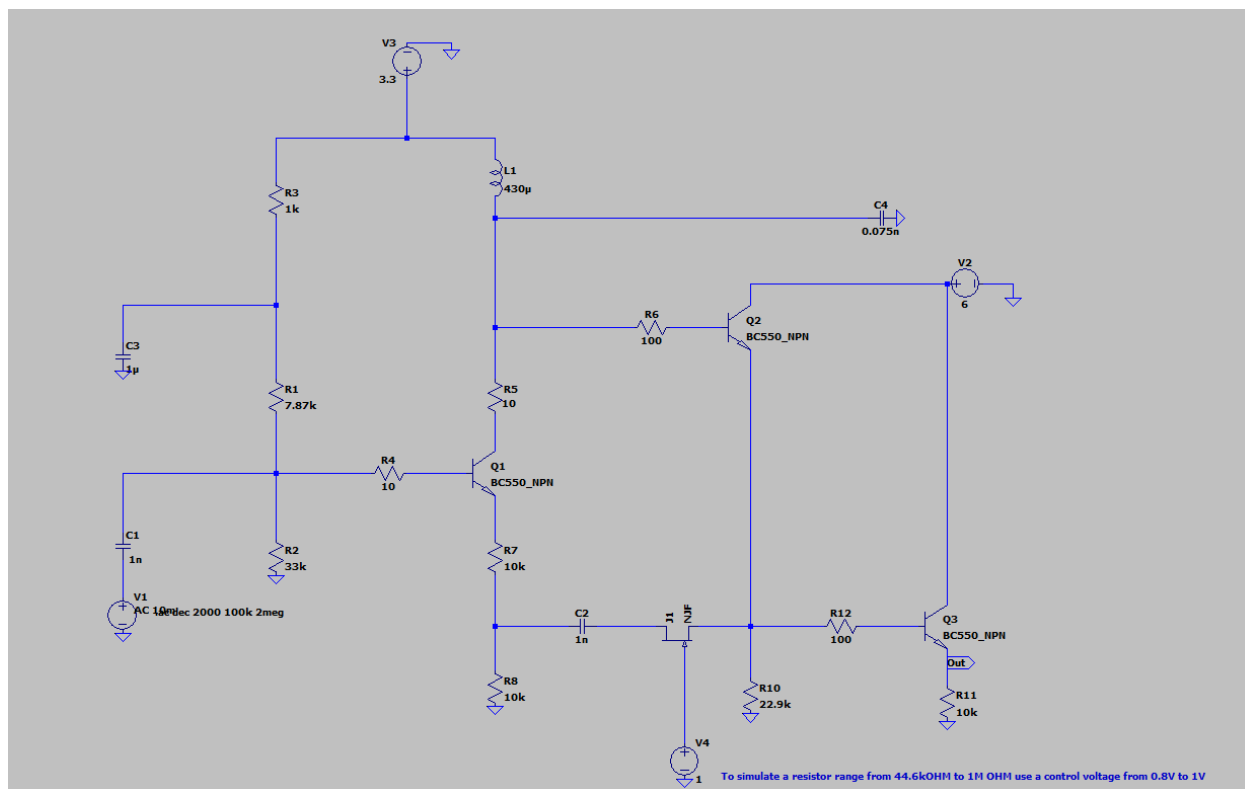 V3
3.3
L1
430µ
R3
1k
C4
0.075n
V2
6
R6
100
Q2
BC550_NPN
C3
1µ
R1
7.87k
R5
10
R4
10
Q1
BC550_NPN
C1
1n
R2
33k
R7
10k
V1
AC 10m
.ac dec 2000 100k 2meg
C2
1n
J1
NJF
R12
100
Q3
BC550_NPN
Out
R8
10k
R10
22.9k
R11
10k
V4
1
To simulate a resistor range from 44.6kOHM to 1M OHM use a control voltage from 0.8V to 1V